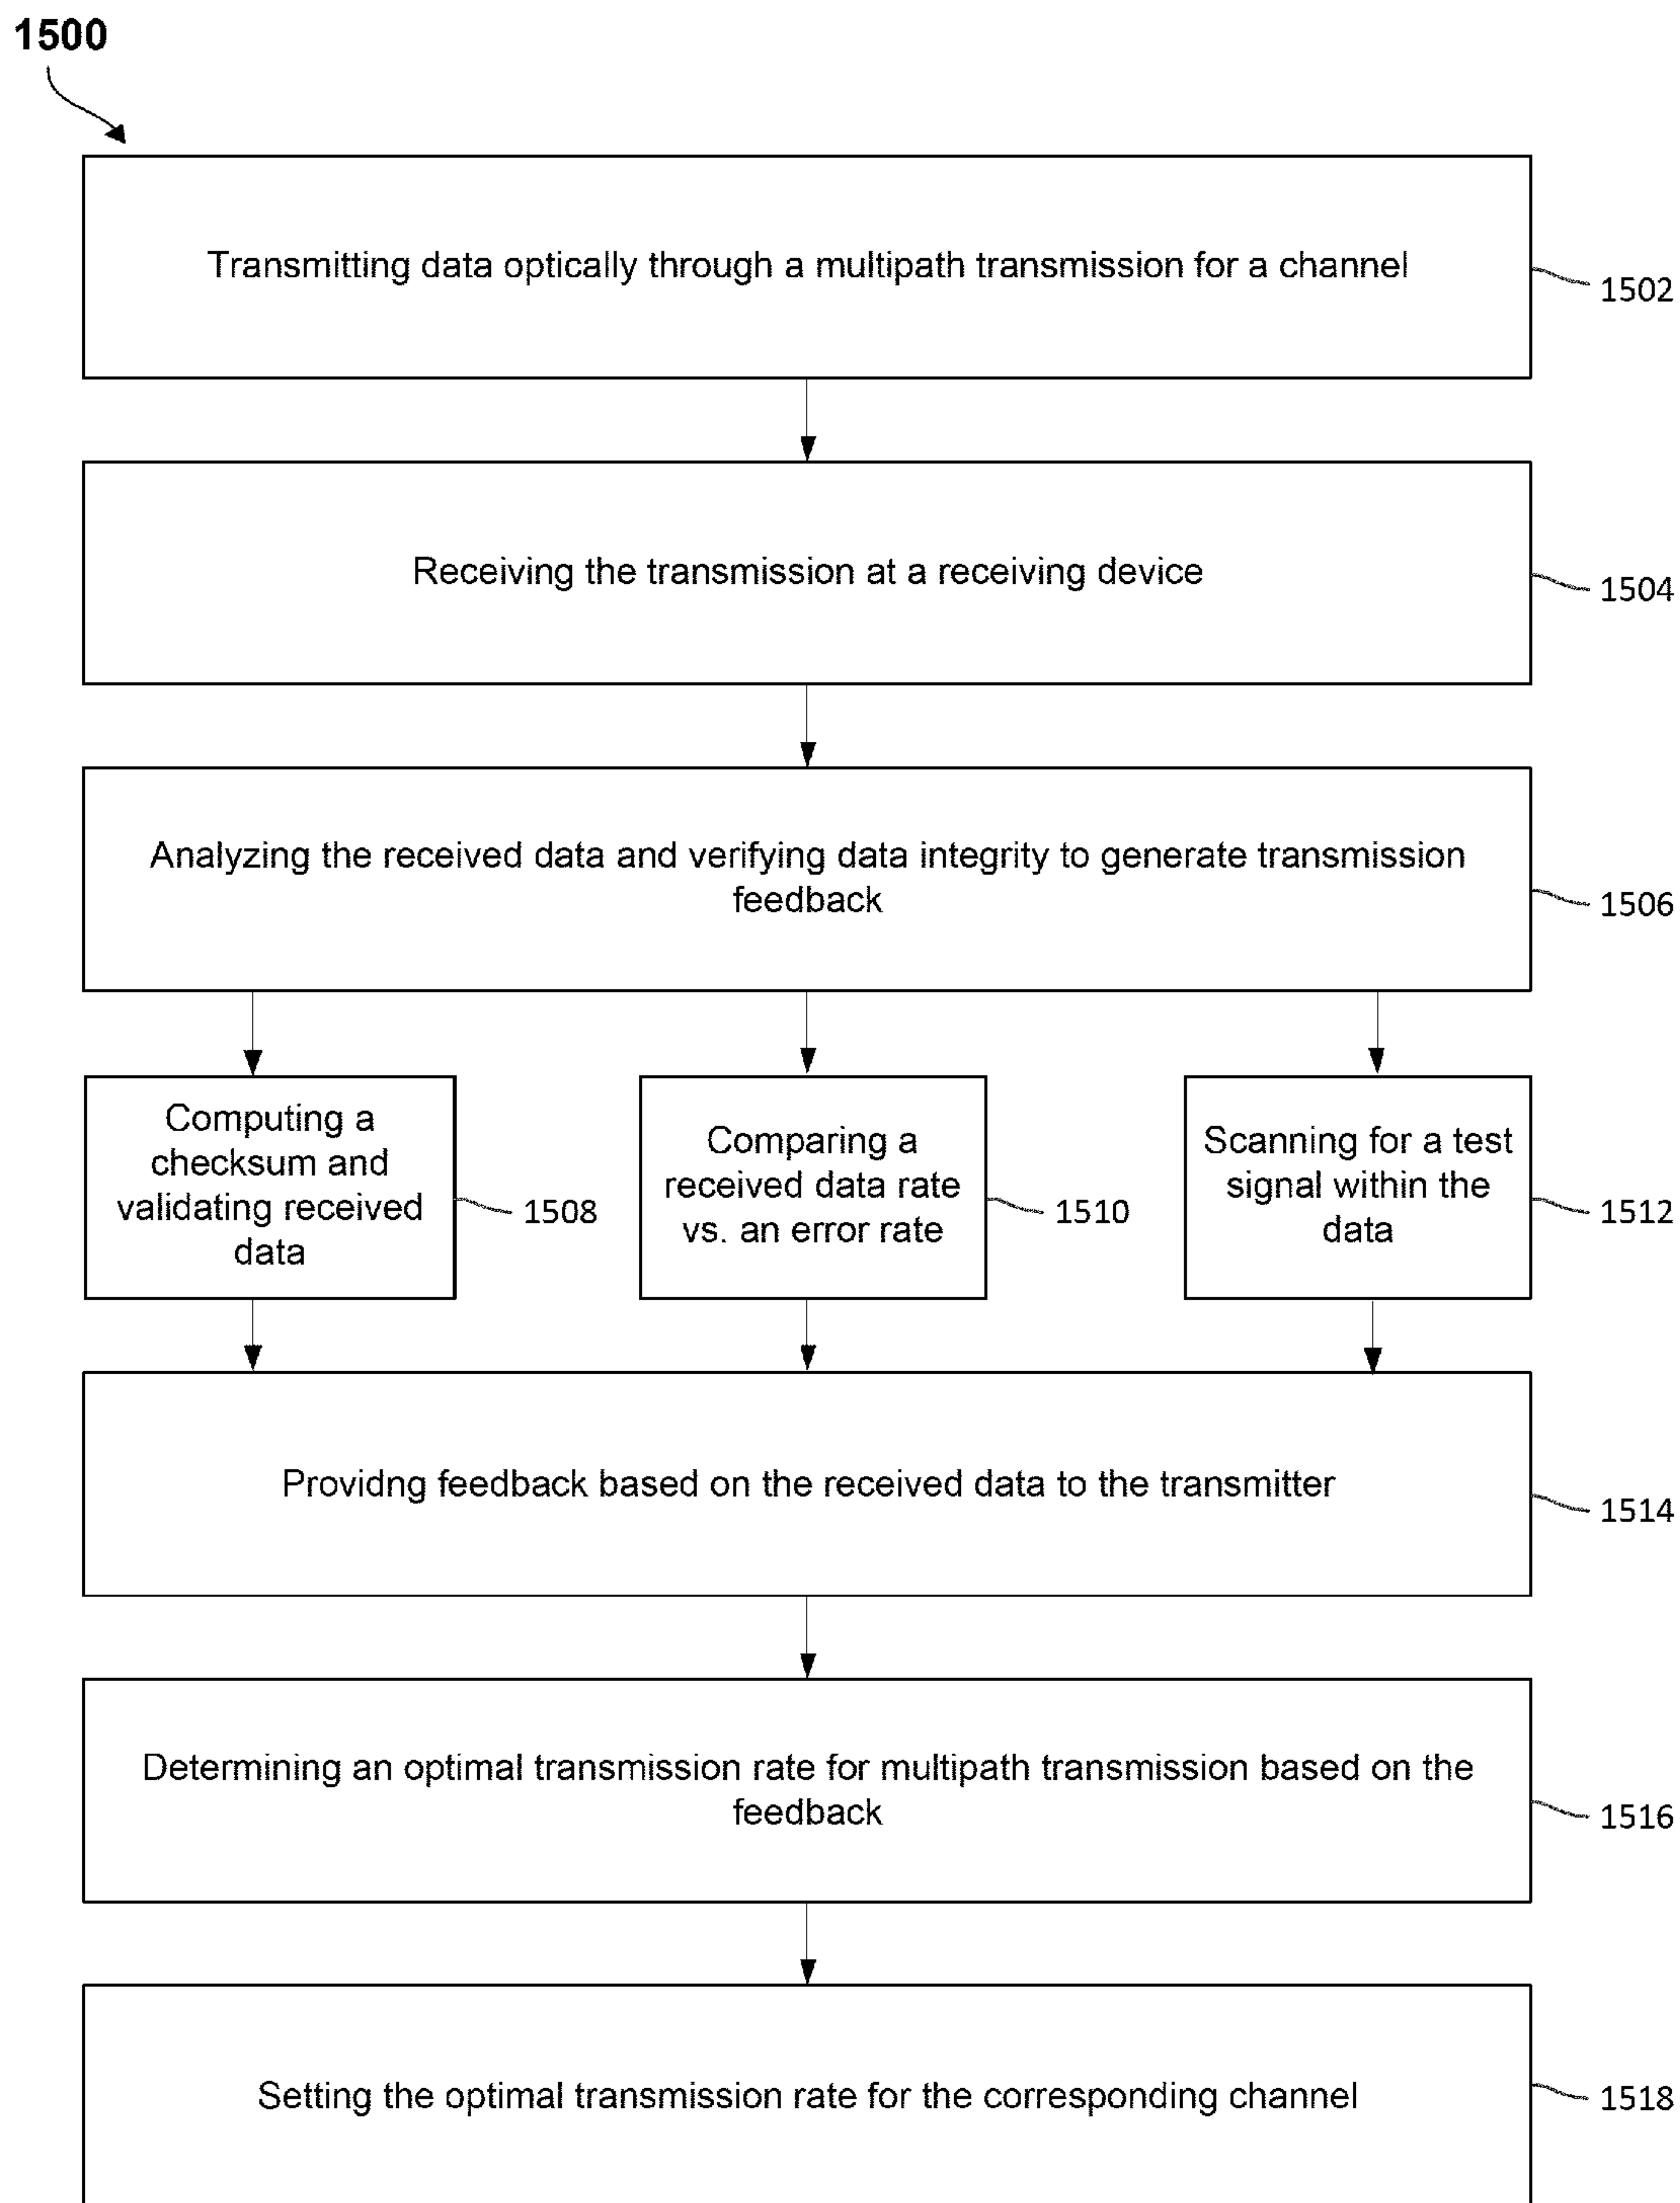 1500
Transmitting data optically through a multipath transmission for a channel
1502
Receiving the transmission at a receiving device
1504
Analyzing the received data and verifying data integrity to generate transmission
feedback
1506
Computing a
checksum and
validating received
data
1508
Comparing a
received data rate
vs. an error rate
1510
Scanning for a test
signal within the
data
1512
Providng feedback based on the received data to the transmitter
1514
Determining an optimal transmission rate for multipath transmission based on the
feedback
1516
Setting the optimal transmission rate for the corresponding channel
1518